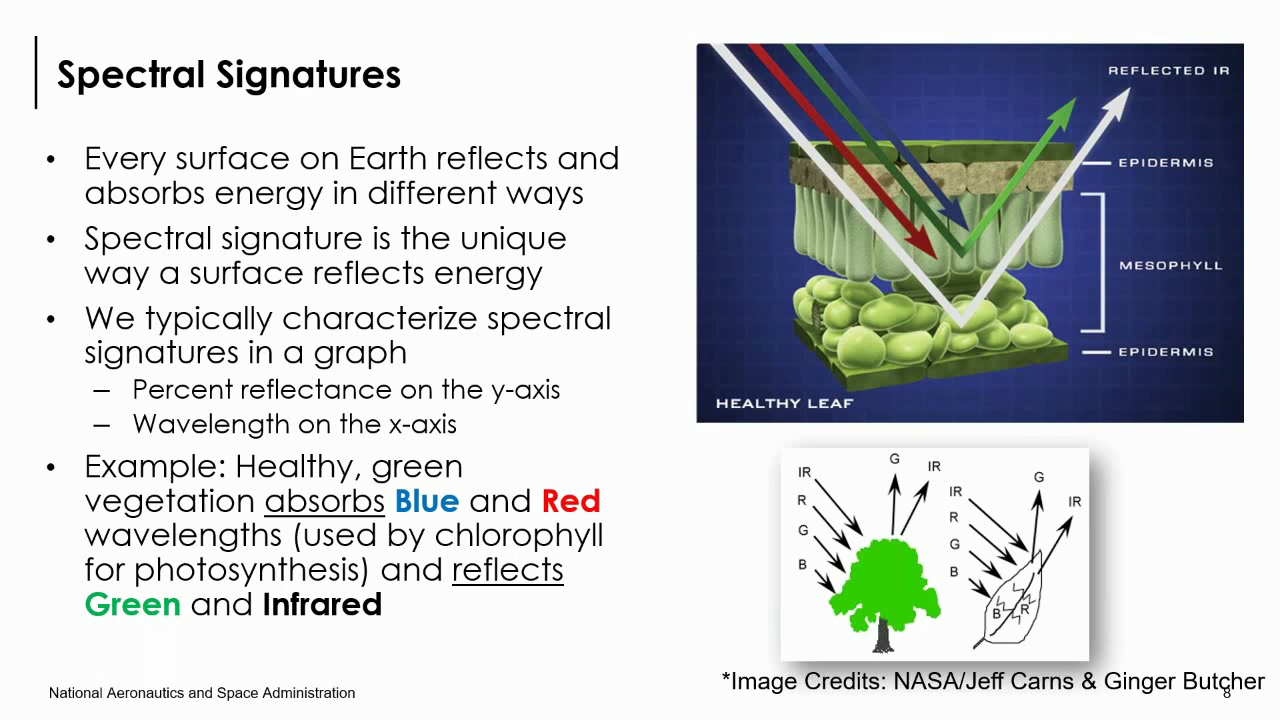 Spectral Signatures
• Every surface on Earth reflects and
absorbs energy in different ways
• Spectral signature is the unique
way a surface reflects energy
• We typically characterize spectral
signatures in a graph
– Percent reflectance on the y-axis
– Wavelength on the x-axis
• Example: Healthy, green
vegetation absorbs Blue and Red
wavelengths (used by chlorophyll
for photosynthesis) and reflects
Green and Infrared
REFLECTED IR
EPIDERMIS
MESOPHYLL
EPIDERMIS
HEALTHY LEAF
IR
R
G
B
G
IR
IR
R
G
B
G
IR
B
R
*Image Credits: NASA/Jeff Carns & Ginger Butcher
National Aeronautics and Space Administration
8